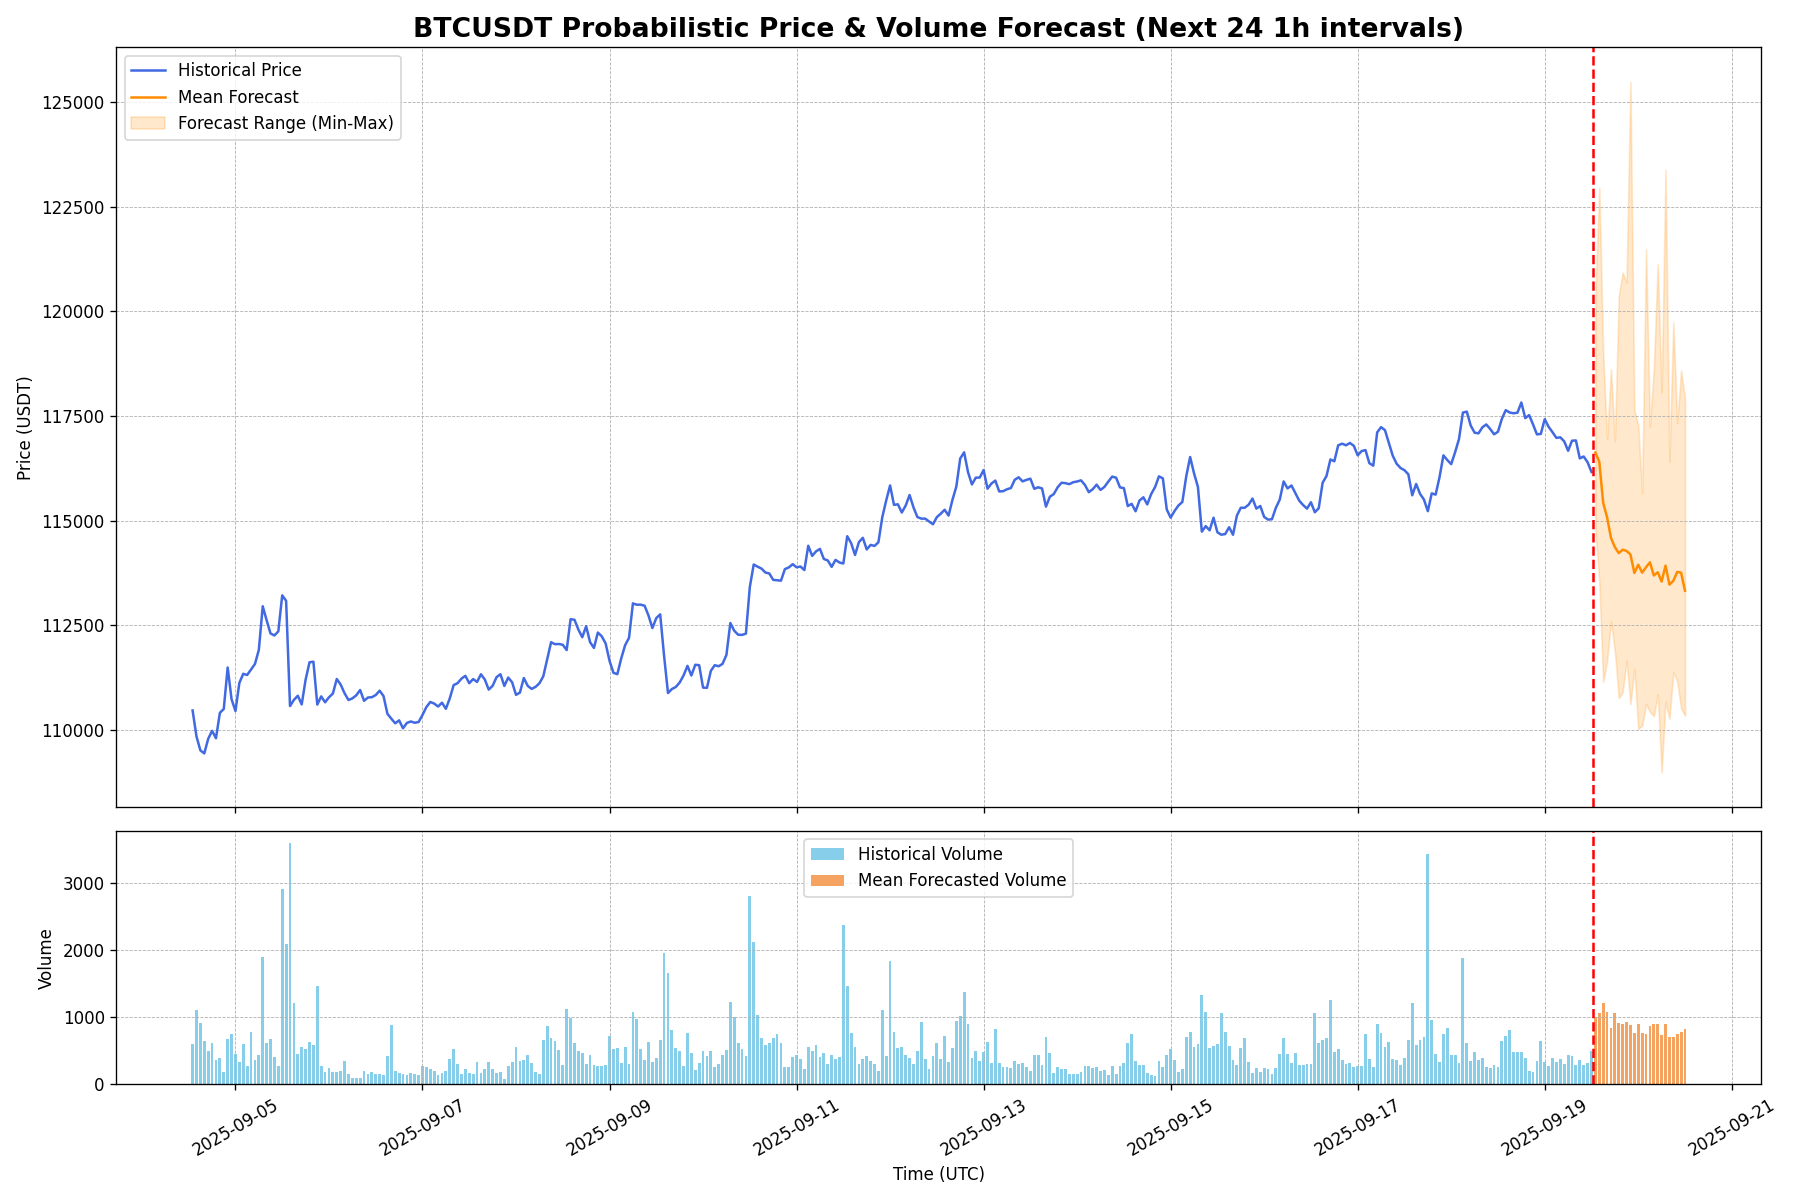 BTCUSDT Probabilistic Price & Volume Forecast (Next 24 1h intervals)
Historical Price
Mean Forecast
Forecast Range (Min-Max)
125000
122500
120000
117500
115000
112500
110000
Price (USDT)
Historical Volume
Mean Forecasted Volume
3000
2000
1000
0
Volume
2025-09-05
2025-09-07
2025-09-09
2025-09-11
2025-09-13
2025-09-15
2025-09-17
2025-09-19
2025-09-21
Time (UTC)